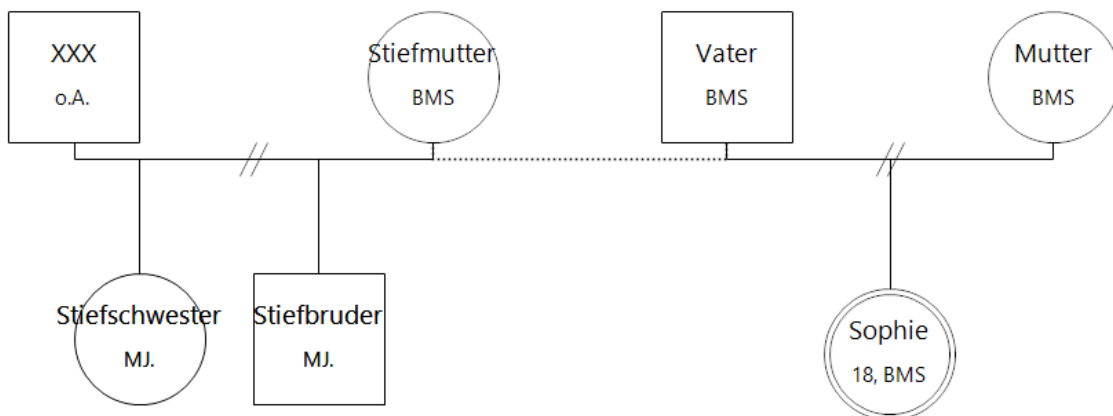 XXX
o.A.
Stiefmutter
BMS
Vater
BMS
Mutter
BMS
Stiefschwester
MJ.
Stiefbruder
MJ.
Sophie
18, BMS